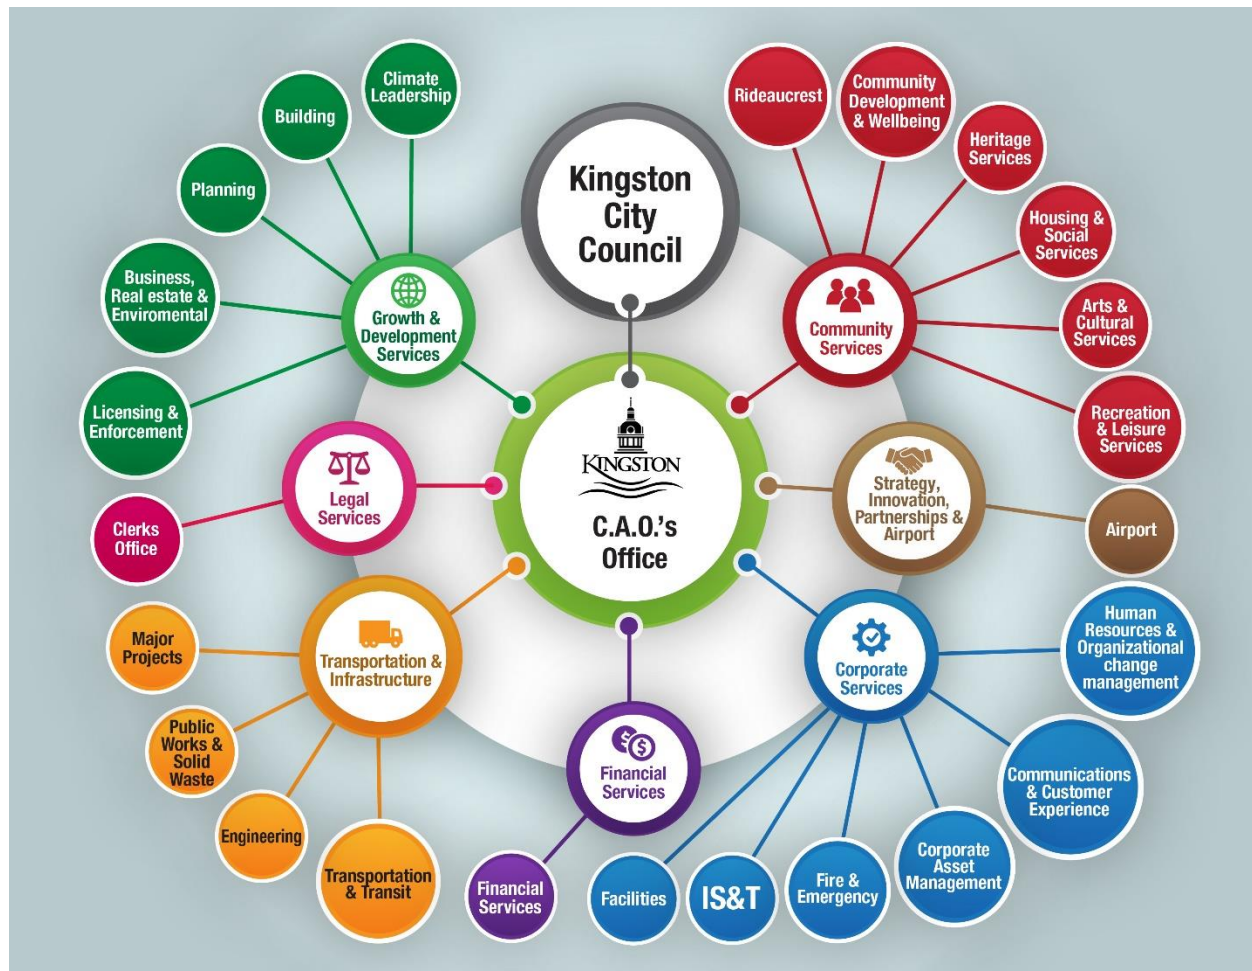 Climate
Leadership
Building
Planning
Business,
Real estate &
Enviromental
Licensing &
Enforcement
Growth &
Development
Services
Kingston
City
Council
Rideaucrest
Community
Development
& Wellbeing
Heritage
Services
Housing &
Social
Services
Arts &
Cultural
Services
Recreation
& Leisure
Services
Community
Services
Legal
Services
Clerks
Office
KINGSTON
C.A.O.'s
Office
Strategy,
Innovation,
Partnerships &
Airport
Airport
Major
Projects
Public
Works &
Solid
Waste
Engineering
Transportation
& Transit
Transportation &
Infrastructure
$ $
Financial
Services
Financial
Services
Corporate
Services
Human
Resources &
Organizational
change
management
Communications
& Customer
Experience
Corporate
Asset
Management
Fire &
Emergency
IS&T
Facilities